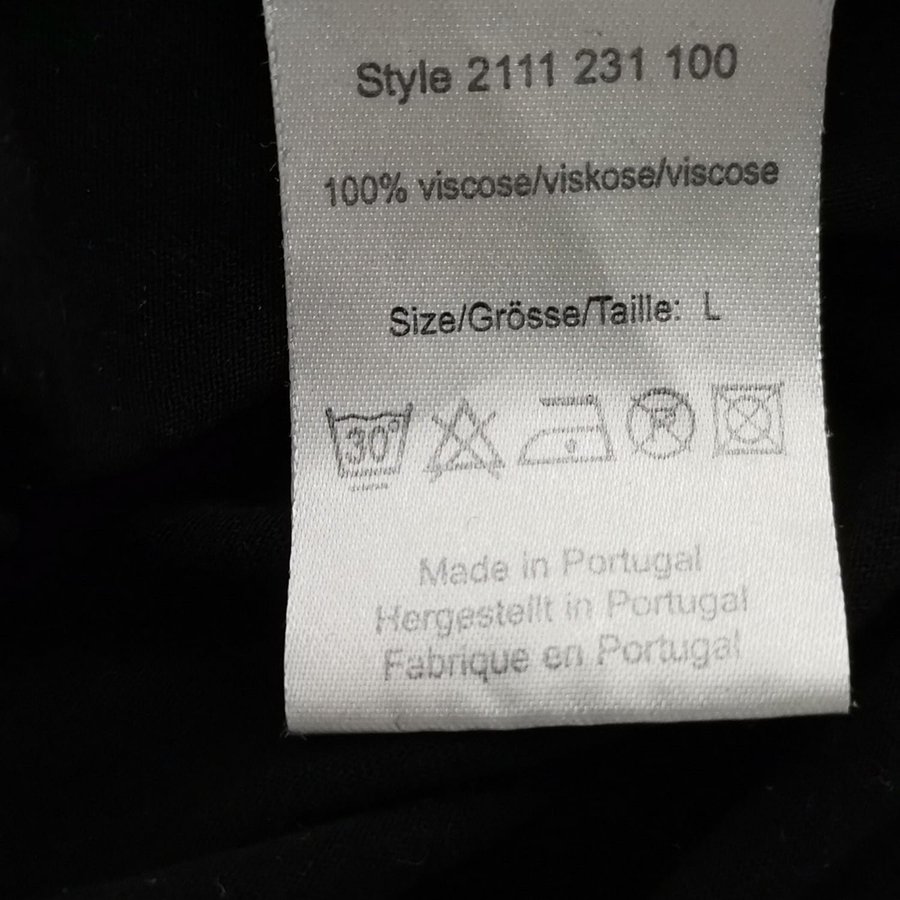 Style 2111 231 100
100% viscose/viskose/viscose
Size/Grösse/Taille: L
30°
Made in Portugal
Hergestellt in Portugal
Fabrique en Portugal